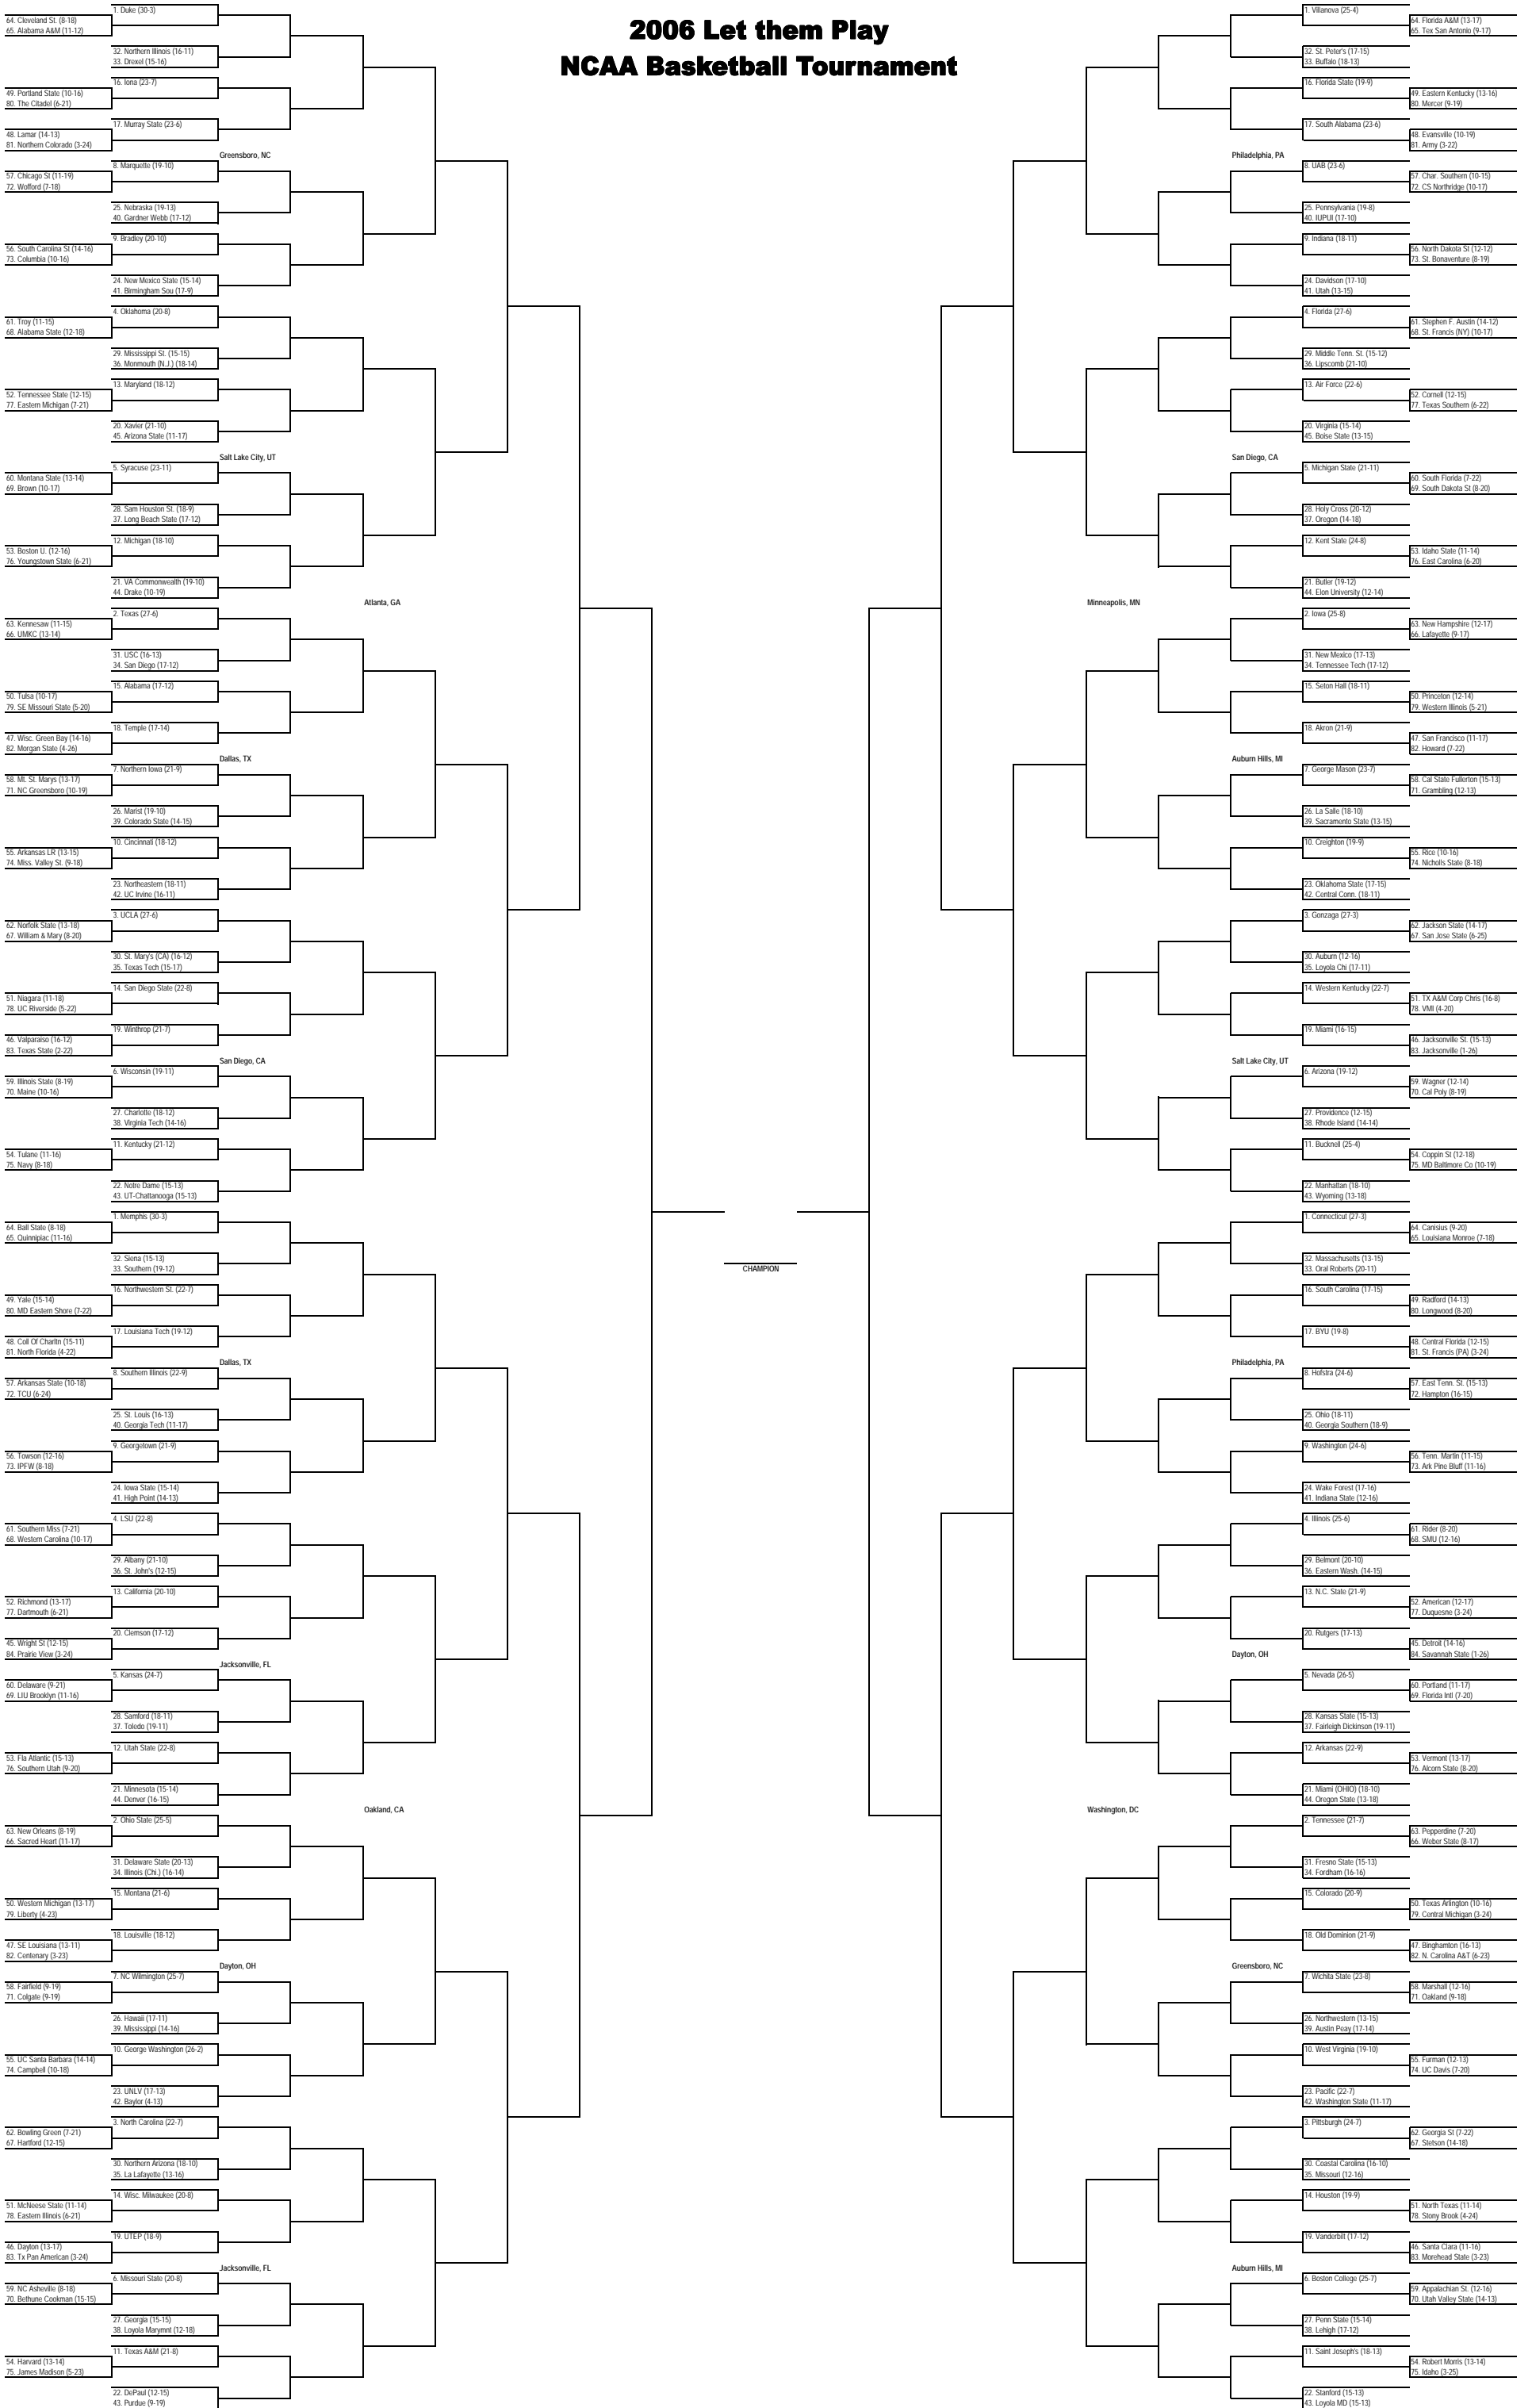 2006 Let them Play
NCAA Basketball Tournament
1. Duke (30-3)
64. Cleveland St. (8-18)
65. Alabama A&M (11-12)
32. Northern Illinois (16-11)
33. Drexel (15-16)
16. Iona (23-7)
49. Portland State (10-16)
80. The Citadel (6-21)
17. Murray State (23-6)
48. Lamar (14-13)
81. Northern Colorado (3-24)
Greensboro, NC
8. Marquette (19-10)
57. Chicago St (11-19)
72. Wofford (7-18)
25. Nebraska (19-13)
40. Gardner Webb (17-12)
9. Bradley (20-10)
56. South Carolina St (14-16)
73. Columbia (10-16)
24. New Mexico State (15-14)
41. Birmingham Sou (17-9)
4. Oklahoma (20-8)
61. Troy (11-15)
68. Alabama State (12-18)
29. Mississippi St. (15-15)
36. Monmouth (N.J.) (18-14)
13. Maryland (18-12)
52. Tennessee State (12-15)
77. Eastern Michigan (7-21)
20. Xavier (21-10)
45. Arizona State (11-17)
Salt Lake City, UT
5. Syracuse (23-11)
60. Montana State (13-14)
69. Brown (10-17)
28. Sam Houston St. (18-9)
37. Long Beach State (17-12)
12. Michigan (18-10)
53. Boston U. (12-16)
76. Youngstown State (6-21)
21. VA Commonwealth (19-10)
44. Drake (10-19)
Atlanta, GA
2. Texas (27-6)
63. Kennesaw (11-15)
66. UMKC (13-14)
31. USC (16-13)
34. San Diego (17-12)
15. Alabama (17-12)
50. Tulsa (10-17)
79. SE Missouri State (5-20)
18. Temple (17-14)
47. Wisc. Green Bay (14-16)
82. Morgan State (4-26)
Dallas, TX
7. Northern Iowa (21-9)
58. Mt. St. Marys (13-17)
71. NC Greensboro (10-19)
26. Marist (19-10)
39. Colorado State (14-15)
10. Cincinnati (18-12)
55. Arkansas LR (13-15)
74. Miss. Valley St. (9-18)
23. Northeastern (18-11)
42. UC Irvine (16-11)
3. UCLA (27-6)
62. Norfolk State (13-18)
67. William & Mary (8-20)
30. St. Mary's (CA) (16-12)
35. Texas Tech (15-17)
14. San Diego State (22-8)
51. Niagara (11-18)
78. UC Riverside (5-22)
19. Winthrop (21-7)
46. Valparaiso (16-12)
83. Texas State (2-22)
San Diego, CA
6. Wisconsin (19-11)
59. Illinois State (8-19)
70. Maine (10-16)
27. Charlotte (18-12)
38. Virginia Tech (14-16)
11. Kentucky (21-12)
54. Tulane (11-16)
75. Navy (8-18)
22. Notre Dame (15-13)
43. UT-Chattanooga (15-13)
1. Memphis (30-3)
64. Ball State (8-18)
65. Quinnipiac (11-16)
32. Siena (15-13)
33. Southern (19-12)
16. Northwestern St. (22-7)
49. Yale (15-14)
80. MD Eastern Shore (7-22)
17. Louisiana Tech (19-12)
48. Coll Of Charltn (15-11)
81. North Florida (4-22)
Dallas, TX
8. Southern Illinois (22-9)
57. Arkansas State (10-18)
72. TCU (6-24)
25. St. Louis (16-13)
40. Georgia Tech (11-17)
9. Georgetown (21-9)
56. Towson (12-16)
73. IPFW (8-18)
24. Iowa State (15-14)
41. High Point (14-13)
4. LSU (22-8)
61. Southern Miss (7-21)
68. Western Carolina (10-17)
29. Albany (21-10)
36. St. John's (12-15)
13. California (20-10)
52. Richmond (13-17)
77. Dartmouth (6-21)
20. Clemson (17-12)
45. Wright St (12-15)
84. Prairie View (3-24)
Jacksonville, FL
5. Kansas (24-7)
60. Delaware (9-21)
69. LIU Brooklyn (11-16)
28. Samford (18-11)
37. Toledo (19-11)
12. Utah State (22-8)
53. Fla Atlantic (15-13)
76. Southern Utah (9-20)
21. Minnesota (15-14)
44. Denver (16-15)
Oakland, CA
2. Ohio State (25-5)
63. New Orleans (8-19)
66. Sacred Heart (11-17)
31. Delaware State (20-13)
34. Illinois (Chi.) (16-14)
15. Montana (21-6)
50. Western Michigan (13-17)
79. Liberty (4-23)
18. Louisville (18-12)
47. SE Louisiana (13-11)
82. Centenary (3-23)
Dayton, OH
7. NC Wilmington (25-7)
58. Fairfield (9-19)
71. Colgate (9-19)
26. Hawaii (17-11)
39. Mississippi (14-16)
10. George Washington (26-2)
55. UC Santa Barbara (14-14)
74. Campbell (10-18)
23. UNLV (17-13)
42. Baylor (4-13)
3. North Carolina (22-7)
62. Bowling Green (7-21)
67. Hartford (12-15)
30. Northern Arizona (18-10)
35. La Lafayette (13-16)
14. Wisc. Milwaukee (20-8)
51. McNeese State (11-14)
78. Eastern Illinois (6-21)
19. UTEP (18-9)
46. Dayton (13-17)
83. Tx Pan American (3-24)
Jacksonville, FL
6. Missouri State (20-8)
59. NC Asheville (8-18)
70. Bethune Cookman (15-15)
27. Georgia (15-15)
38. Loyola Marymnt (12-18)
11. Texas A&M (21-8)
54. Harvard (13-14)
75. James Madison (5-23)
22. DePaul (12-15)
43. Purdue (9-19)
CHAMPION
1. Villanova (25-4)
64. Florida A&M (13-17)
65. Tex San Antonio (9-17)
32. St. Peter's (17-15)
33. Buffalo (18-13)
16. Florida State (19-9)
49. Eastern Kentucky (13-16)
80. Mercer (9-19)
17. South Alabama (23-6)
48. Evansville (10-19)
81. Army (3-22)
Philadelphia, PA
8. UAB (23-6)
57. Char. Southern (10-15)
72. CS Northridge (10-17)
25. Pennsylvania (19-8)
40. IUPUI (17-10)
9. Indiana (18-11)
56. North Dakota St (12-12)
73. St. Bonaventure (8-19)
24. Davidson (17-10)
41. Utah (13-15)
4. Florida (27-6)
61. Stephen F. Austin (14-12)
68. St. Francis (NY) (10-17)
29. Middle Tenn. St. (15-12)
36. Lipscomb (21-10)
13. Air Force (22-6)
52. Cornell (12-15)
77. Texas Southern (6-22)
20. Virginia (15-14)
45. Boise State (13-15)
San Diego, CA
5. Michigan State (21-11)
60. South Florida (7-22)
69. South Dakota St (8-20)
28. Holy Cross (20-12)
37. Oregon (14-18)
12. Kent State (24-8)
53. Idaho State (11-14)
76. East Carolina (6-20)
21. Butler (19-12)
44. Elon University (12-14)
Minneapolis, MN
2. Iowa (25-8)
63. New Hampshire (12-17)
66. Lafayette (9-17)
31. New Mexico (17-13)
34. Tennessee Tech (17-12)
15. Seton Hall (18-11)
50. Princeton (12-14)
79. Western Illinois (5-21)
18. Akron (21-9)
47. San Francisco (11-17)
82. Howard (7-22)
Auburn Hills, MI
7. George Mason (23-7)
58. Cal State Fullerton (15-13)
71. Grambling (12-13)
26. La Salle (18-10)
39. Sacramento State (13-15)
10. Creighton (19-9)
55. Rice (10-16)
74. Nicholls State (8-18)
23. Oklahoma State (17-15)
42. Central Conn. (18-11)
3. Gonzaga (27-3)
62. Jackson State (14-17)
67. San Jose State (6-25)
30. Auburn (12-16)
35. Loyola Chi (17-11)
14. Western Kentucky (22-7)
51. TX A&M Corp Chris (16-8)
78. VMI (4-20)
19. Miami (16-15)
46. Jacksonville St. (15-13)
83. Jacksonville (1-26)
Salt Lake City, UT
6. Arizona (19-12)
59. Wagner (12-14)
70. Cal Poly (8-19)
27. Providence (12-15)
38. Rhode Island (14-14)
11. Bucknell (25-4)
54. Coppin St (12-18)
75. MD Baltimore Co (10-19)
22. Manhattan (18-10)
43. Wyoming (13-18)
1. Connecticut (27-3)
64. Canisius (9-20)
65. Louisiana Monroe (7-18)
32. Massachusetts (13-15)
33. Oral Roberts (20-11)
16. South Carolina (17-15)
49. Radford (14-13)
80. Longwood (8-20)
17. BYU (19-8)
48. Central Florida (12-15)
81. St. Francis (PA) (3-24)
Philadelphia, PA
8. Hofstra (24-6)
57. East Tenn. St. (15-13)
72. Hampton (16-15)
25. Ohio (18-11)
40. Georgia Southern (18-9)
9. Washington (24-6)
56. Tenn. Martin (11-15)
73. Ark Pine Bluff (11-16)
24. Wake Forest (17-16)
41. Indiana State (12-16)
4. Illinois (25-6)
61. Rider (8-20)
68. SMU (12-16)
29. Belmont (20-10)
36. Eastern Wash. (14-15)
13. N.C. State (21-9)
52. American (12-17)
77. Duquesne (3-24)
20. Rutgers (17-13)
45. Detroit (14-16)
84. Savannah State (1-26)
Dayton, OH
5. Nevada (26-5)
60. Portland (11-17)
69. Florida Intl (7-20)
28. Kansas State (15-13)
37. Fairleigh Dickinson (19-11)
12. Arkansas (22-9)
53. Vermont (13-17)
76. Alcorn State (8-20)
21. Miami (OHIO) (18-10)
44. Oregon State (13-18)
Washington, DC
2. Tennessee (21-7)
63. Pepperdine (7-20)
66. Weber State (8-17)
31. Fresno State (15-13)
34. Fordham (16-16)
15. Colorado (20-9)
50. Texas Arlington (10-16)
79. Central Michigan (3-24)
18. Old Dominion (21-9)
47. Binghamton (16-13)
82. N. Carolina A&T (6-23)
Greensboro, NC
7. Wichita State (23-8)
58. Marshall (12-16)
71. Oakland (9-18)
26. Northwestern (13-15)
39. Austin Peay (17-14)
10. West Virginia (19-10)
55. Furman (12-13)
74. UC Davis (7-20)
23. Pacific (22-7)
42. Washington State (11-17)
3. Pittsburgh (24-7)
62. Georgia St (7-22)
67. Stetson (14-18)
30. Coastal Carolina (16-10)
35. Missouri (12-16)
14. Houston (19-9)
51. North Texas (11-14)
78. Stony Brook (4-24)
19. Vanderbilt (17-12)
46. Santa Clara (11-16)
83. Morehead State (3-23)
Auburn Hills, MI
6. Boston College (25-7)
59. Appalachian St. (12-16)
70. Utah Valley State (14-13)
27. Penn State (15-14)
38. Lehigh (17-12)
11. Saint Joseph's (18-13)
54. Robert Morris (13-14)
75. Idaho (3-25)
22. Stanford (15-13)
43. Loyola MD (15-13)